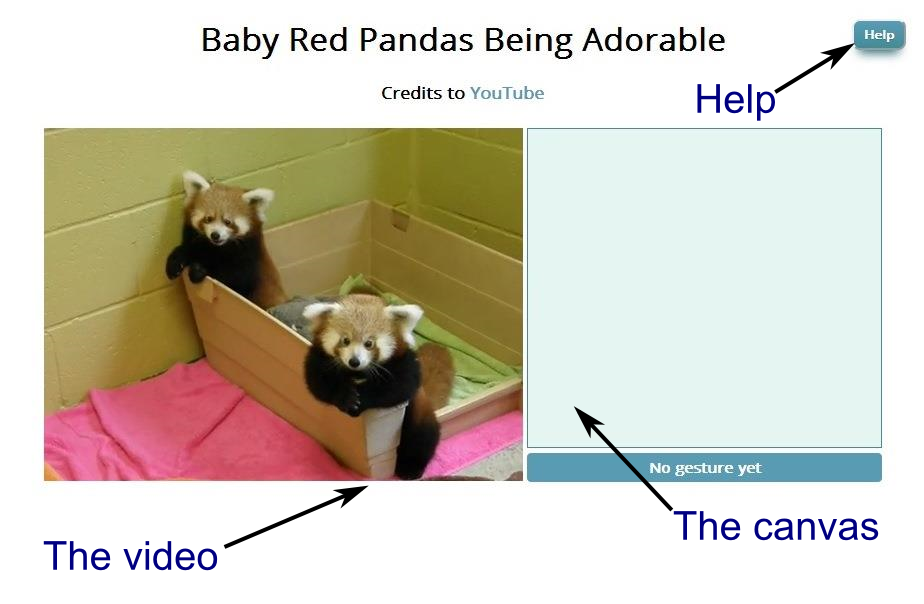 Baby Red Pandas Being Adorable
Help
Help
Credits to YouTube
No gesture yet
The canvas
The video